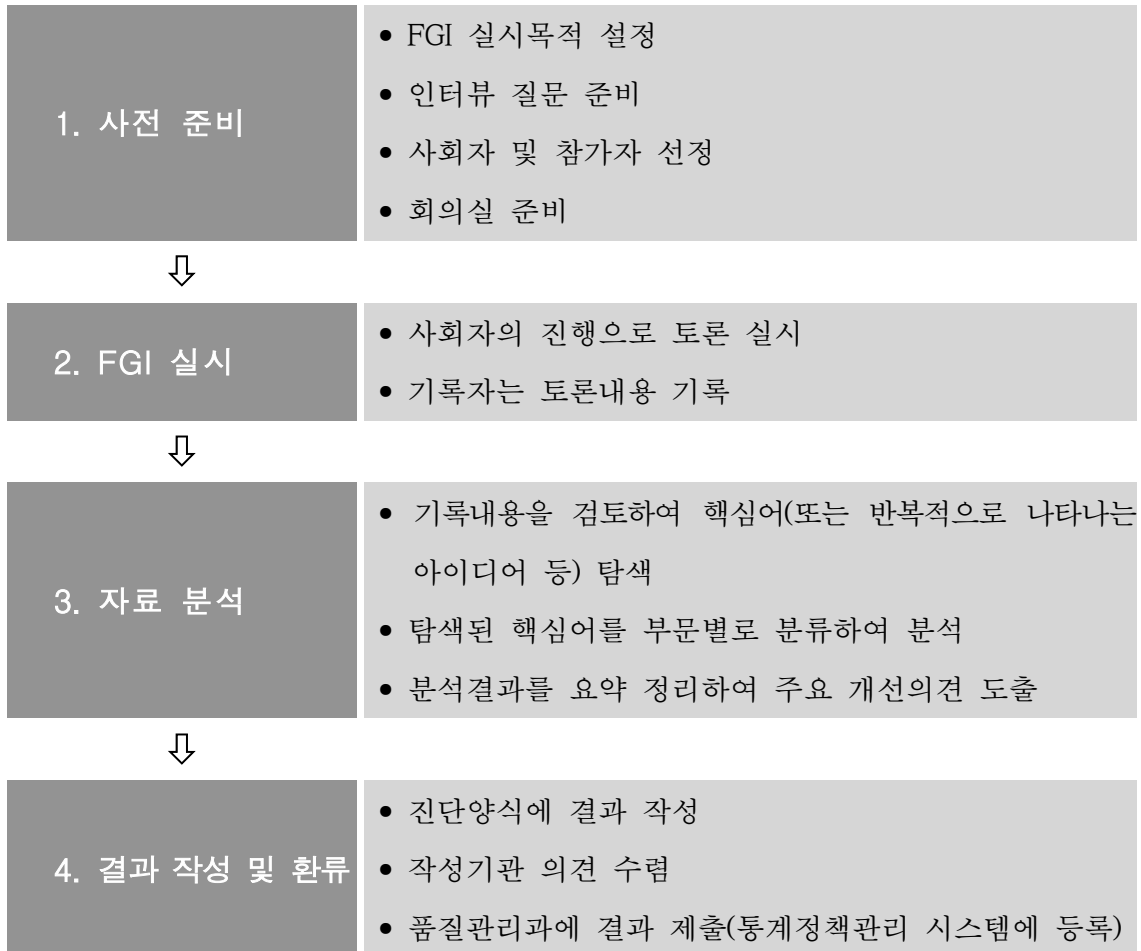 1. 사전 준비
• FGI 실시목적 설정
• 인터뷰 질문 준비
• 사회자 및 참가자 선정
• 회의실 준비
⇩
2. FGI 실시
• 사회자의 진행으로 토론 실시
• 기록자는 토론내용 기록
⇩
3. 자료 분석
• 기록내용을 검토하여 핵심어(또는 반복적으로 나타나는
아이디어 등) 탐색
• 탐색된 핵심어를 부문별로 분류하여 분석
• 분석결과를 요약 정리하여 주요 개선의견 도출
⇩
4. 결과 작성 및 환류
• 진단양식에 결과 작성
• 작성기관 의견 수렴
• 품질관리과에 결과 제출(통계정책관리 시스템에 등록)